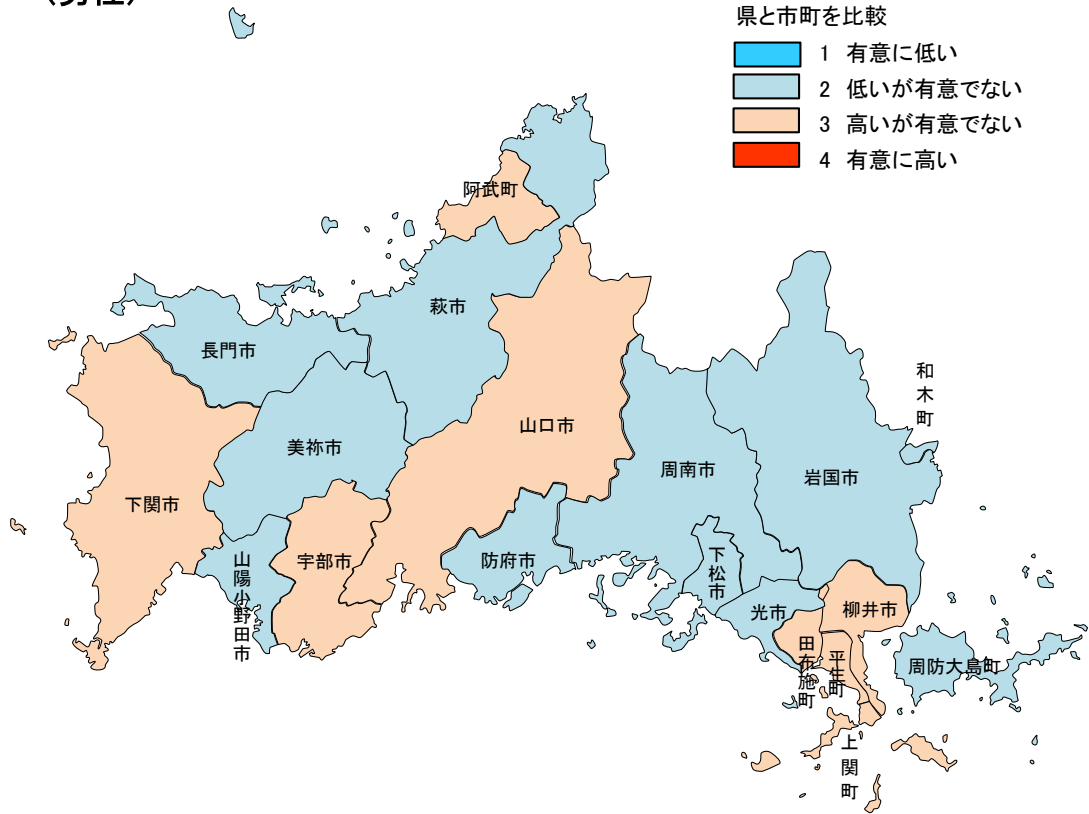 (男性)
県と市町を比較
1 有意に低い
2 低いが有意でない
3 高いが有意でない
4 有意に高い
阿武町
萩市
長門市
和木町
山口市
美祢市
周南市
岩国市
下関市
宇部市
防府市
山陽小野田市
下松市
光市
柳井市
田布施町
平生町
周防大島町
上関町